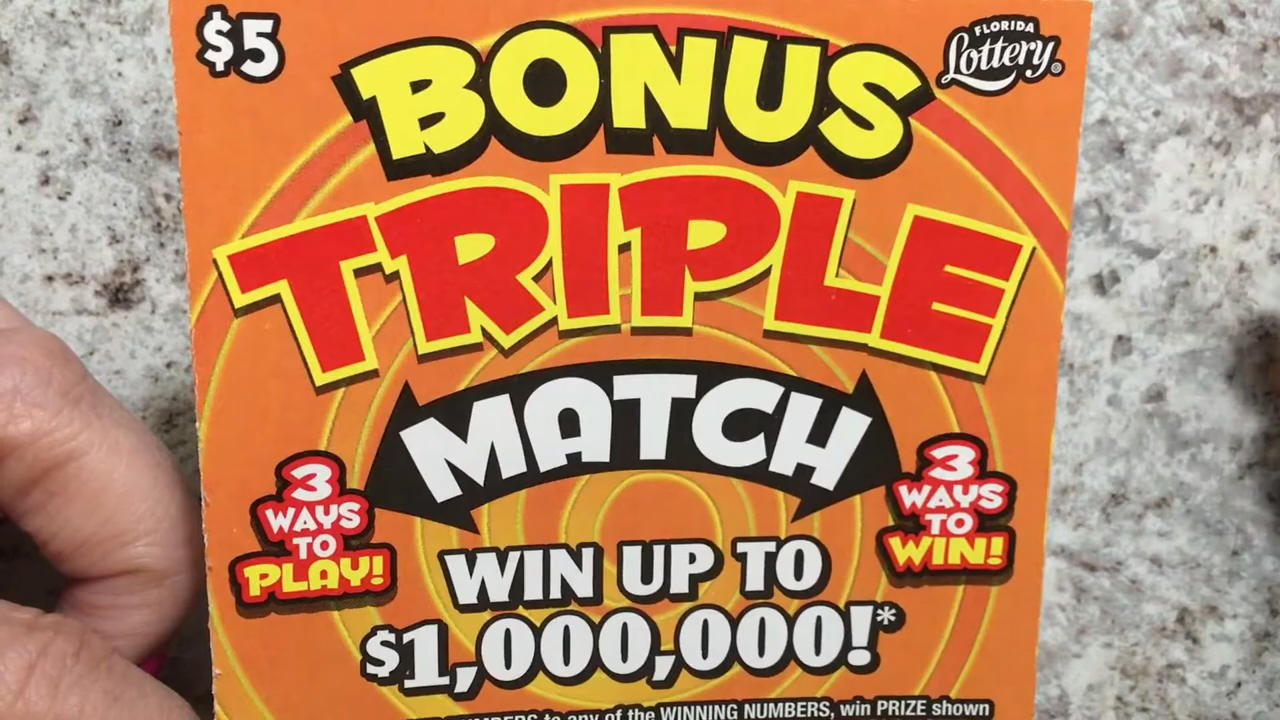 $5
FLORIDA
Lottery®
BONUS
TRIPLE
MATCH
3
WAYS
TO
PLAY!
3
WAYS
TO
WIN!
WIN UP TO
$1,000,000!*
NUMBERS to any of the WINNING NUMBERS, win PRIZE shown